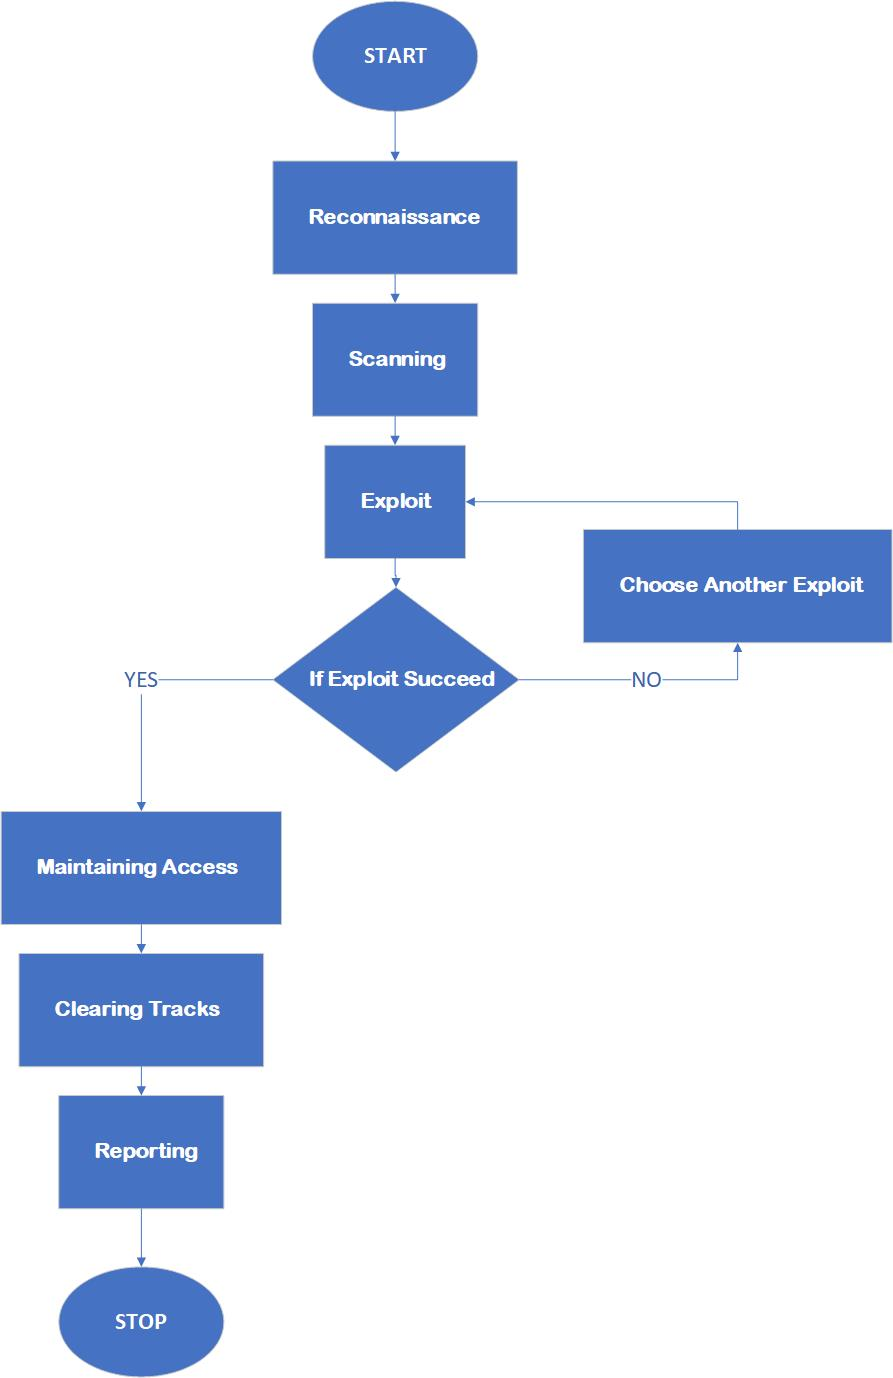 START
Reconnaissance
Scanning
Exploit
Choose Another Exploit
If Exploit Succeed
YES
NO
Maintaining Access
Clearing Tracks
Reporting
STOP